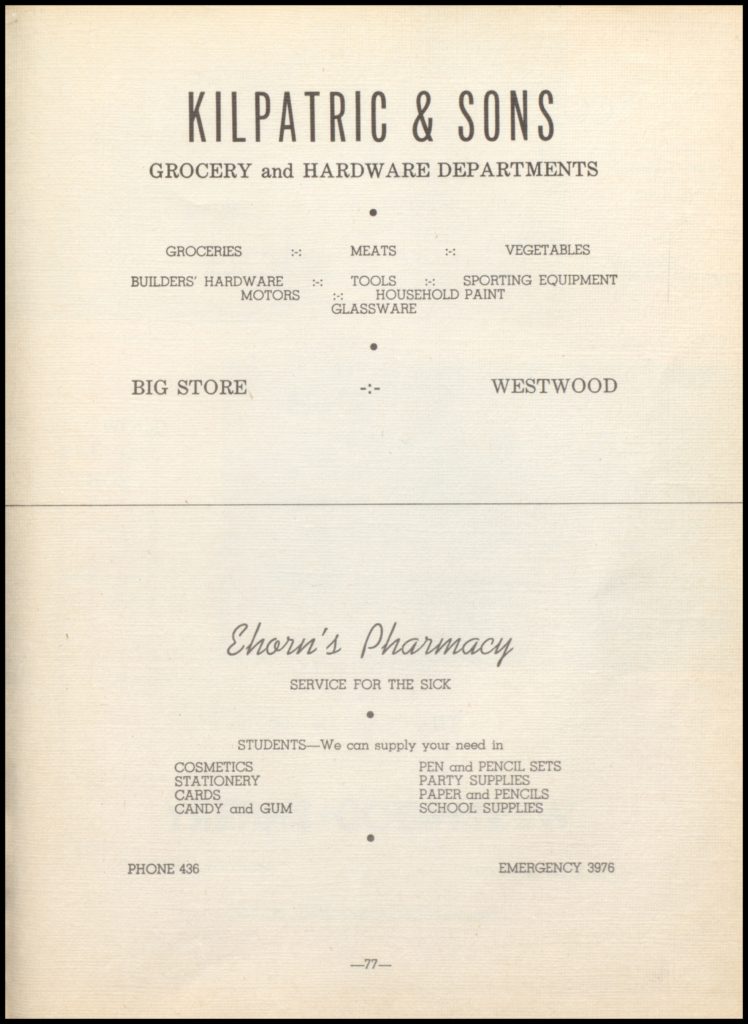 KILPATRIC & SONS
GROCERY and HARDWARE DEPARTMENTS
•
GROCERIES :-: MEATS :-: VEGETABLES
BUILDERS' HARDWARE :-: TOOLS :-: SPORTING EQUIPMENT
MOTORS :-: HOUSEHOLD PAINT
GLASSWARE
•
BIG STORE -:- WESTWOOD
Ehorn's Pharmacy
SERVICE FOR THE SICK
•
STUDENTS—We can supply your need in
COSMETICS PEN and PENCIL SETS
STATIONERY PARTY SUPPLIES
CARDS PAPER and PENCILS
CANDY and GUM SCHOOL SUPPLIES
•
PHONE 436 EMERGENCY 3976
—77—